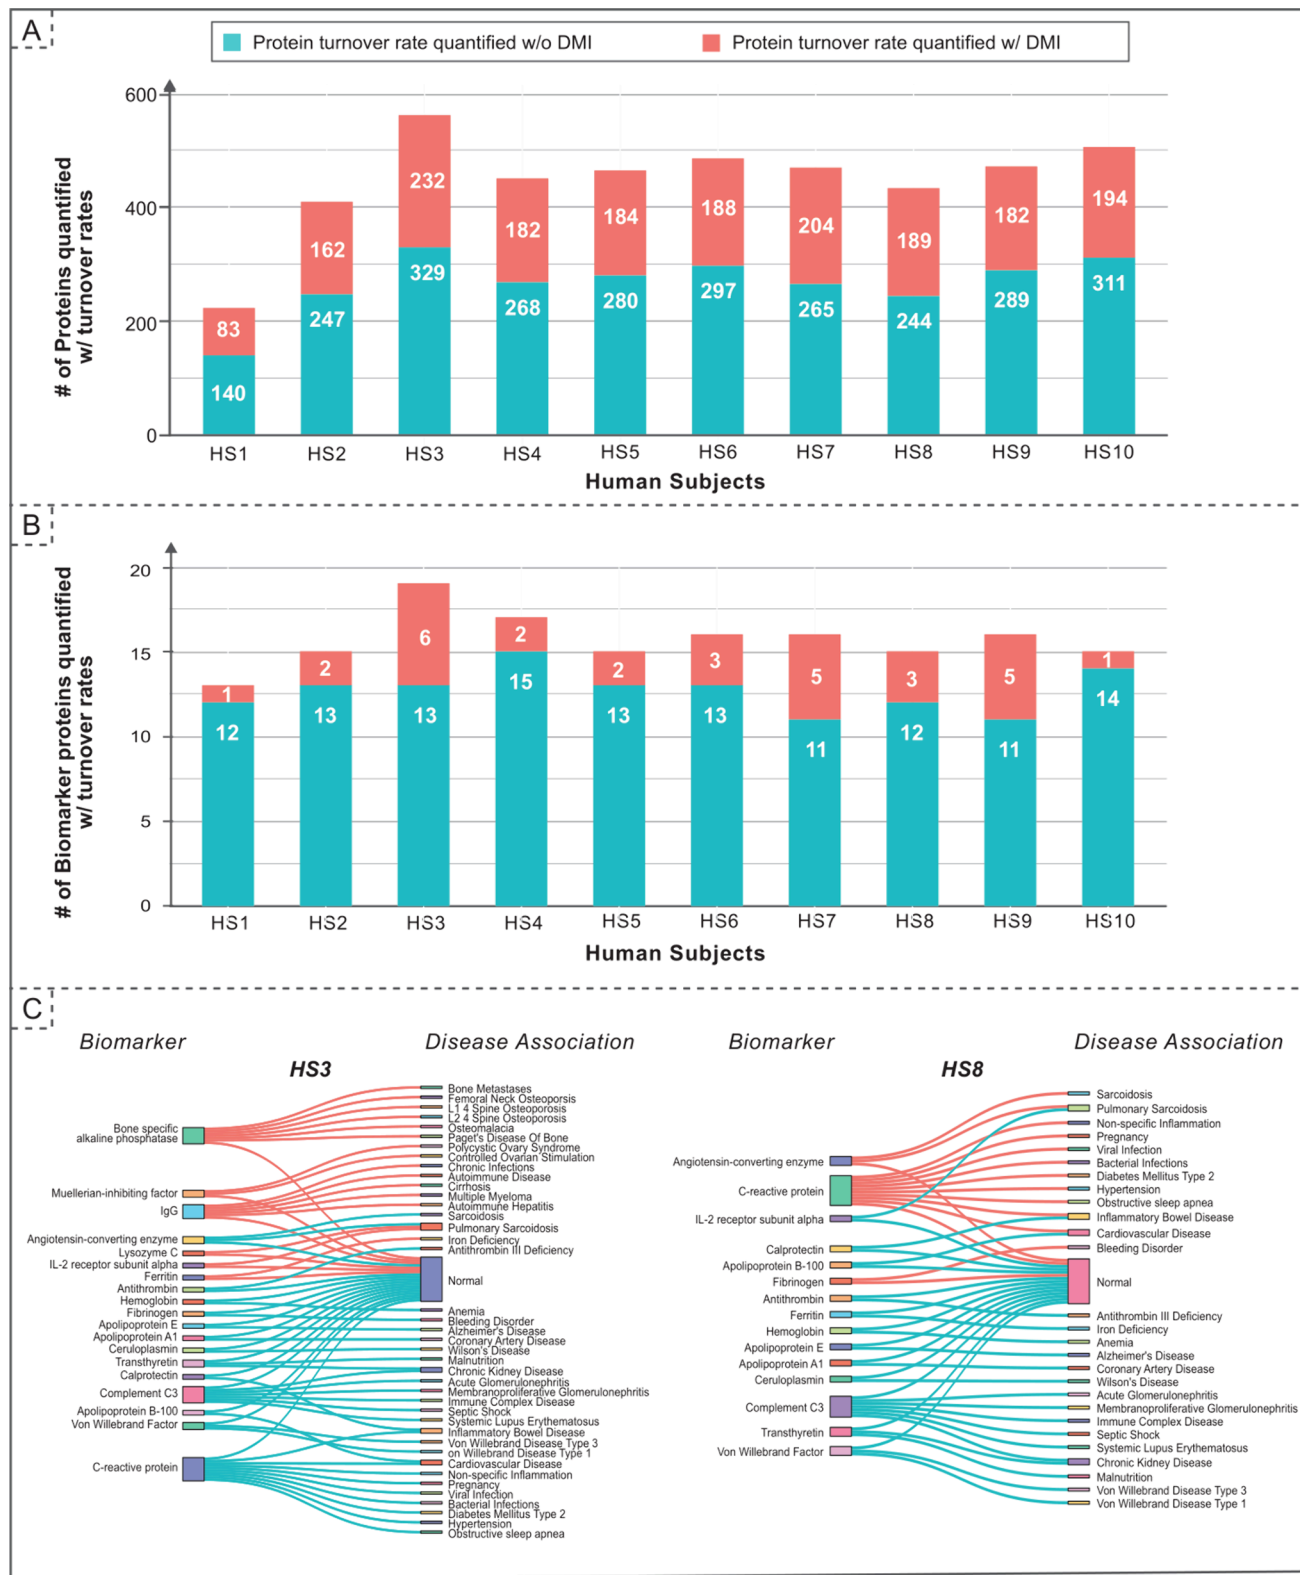 A
Protein turnover rate quantified w/o DMI
Protein turnover rate quantified w/ DMI
# of Proteins quantified
w/ turnover rates
600
400
200
0
83
140
162
247
232
329
182
268
184
280
188
297
204
265
189
244
182
289
194
311
HS1 HS2 HS3 HS4 HS5 HS6 HS7 HS8 HS9 HS10
Human Subjects
B
# of Biomarker proteins quantified
w/ turnover rates
20
15
10
5
0
1
12
2
13
6
13
2
15
2
13
3
13
5
11
3
12
5
11
1
14
HS1 HS2 HS3 HS4 HS5 HS6 HS7 HS8 HS9 HS10
Human Subjects
C
Biomarker
Disease Association
HS3
Bone specific
alkaline phosphatase
Muellerian-inhibiting factor
IgG
Angiotensin-converting enzyme
Lysozyme C
IL-2 receptor subunit alpha
Ferritin
Antithrombin
Hemoglobin
Fibrinogen
Apolipoprotein E
Apolipoprotein A1
Ceruloplasmin
Transthyretin
Calprotectin
Complement C3
Apolipoprotein B-100
Von Willebrand Factor
C-reactive protein
Bone Metastases
Femoral Neck Osteoporsis
L1 4 Spine Osteoporosis
L2 4 Spine Osteoporosis
Osteomalacia
Paget's Disease Of Bone
Polycystic Ovary Syndrome
Controlled Ovarian Stimulation
Chronic Infections
Autoimmune Disease
Cirrhosis
Multiple Myeloma
Autoimmune Hepatitis
Sarcoidosis
Pulmonary Sarcoidosis
Iron Deficiency
Antithrombin III Deficiency
Normal
Anemia
Bleeding Disorder
Alzheimer's Disease
Coronary Artery Disease
Wilson's Disease
Malnutrition
Chronic Kidney Disease
Acute Glomerulonephritis
Membranoproliferative Glomerulonephritis
Immune Complex Disease
Septic Shock
Systemic Lupus Erythematosus
Inflammatory Bowel Disease
Von Willebrand Disease Type 3
on Willebrand Disease Type 1
Cardiovascular Disease
Non-specific Inflammation
Pregnancy
Viral Infection
Bacterial Infections
Diabetes Mellitus Type 2
Hypertension
Obstructive sleep apnea
Biomarker
Disease Association
HS8
Angiotensin-converting enzyme
C-reactive protein
IL-2 receptor subunit alpha
Calprotectin
Apolipoprotein B-100
Fibrinogen
Antithrombin
Ferritin
Hemoglobin
Apolipoprotein E
Apolipoprotein A1
Ceruloplasmin
Complement C3
Transthyretin
Von Willebrand Factor
Sarcoidosis
Pulmonary Sarcoidosis
Non-specific Inflammation
Pregnancy
Viral Infection
Bacterial Infections
Diabetes Mellitus Type 2
Hypertension
Obstructive sleep apnea
Inflammatory Bowel Disease
Cardiovascular Disease
Bleeding Disorder
Normal
Antithrombin III Deficiency
Iron Deficiency
Anemia
Alzheimer's Disease
Coronary Artery Disease
Wilson's Disease
Acute Glomerulonephritis
Membranoproliferative Glomerulonephritis
Immune Complex Disease
Septic Shock
Systemic Lupus Erythematosus
Chronic Kidney Disease
Malnutrition
Von Willebrand Disease Type 3
Von Willebrand Disease Type 1